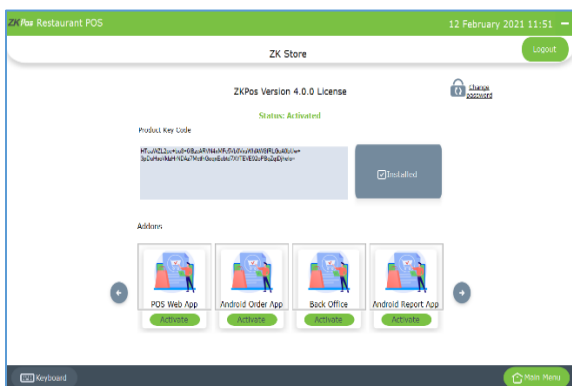 ZKPos Restaurant POS
12 February 2021 11:51
ZK Store
Logout
ZKPos Version 4.0.0 License
Change password
Status: Activated
Product Key Code
Installed
Addons
POS Web App
Activate
Android Order App
Activate
Back Office
Activate
Android Report App
Activate
Keyboard
Main Menu